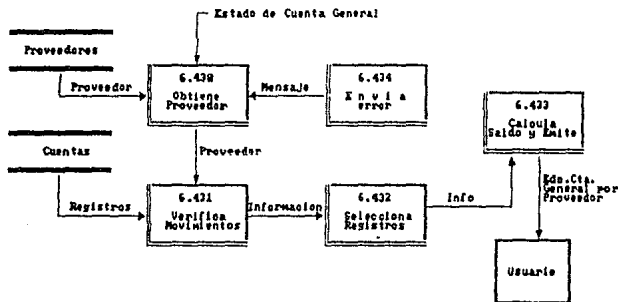 Estado de Cuenta General
Proveedores
6.430
Obtiene
Proveedor
6.434
E n v i a
error
Proveedor
Mensaje
6.433
Calcula
Saldo y Emite
Cuentas
Proveedor
Edo.Cta.
General por
Proveedor
6.431
Verifica
Movimientos
6.432
Selecciona
Registros
Registros
Informacion
Info
Usuario